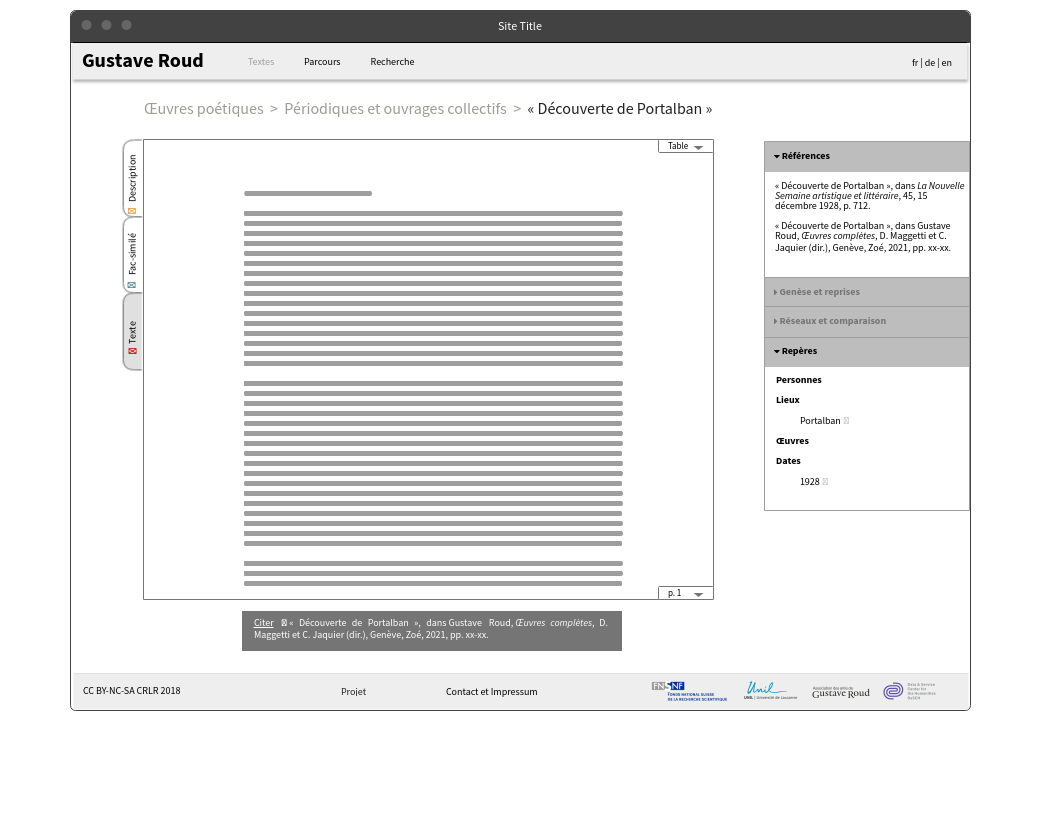 Site Title
Gustave Roud
Textes
Parcours
Recherche
fr | de | en
Œuvres poétiques > Périodiques et ouvrages collectifs > « Découverte de Portalban »
Description
Fac-similé
Texte
Table
p. 1
Références
« Découverte de Portalban », dans La Nouvelle
Semaine artistique et littéraire, 45, 15
décembre 1928, p. 712.
« Découverte de Portalban », dans Gustave
Roud, Œuvres complètes, D. Maggetti et C.
Jaquier (dir.), Genève, Zoé, 2021, pp. xx-xx.
Genèse et reprises
Réseaux et comparaison
Repères
Personnes
Lieux
Portalban
Œuvres
Dates
1928
Citer « Découverte de Portalban », dans Gustave Roud, Œuvres complètes, D.
Maggetti et C. Jaquier (dir.), Genève, Zoé, 2021, pp. xx-xx.
CC BY-NC-SA CRLR 2018
Projet
Contact et Impressum
FNSNF
FONDS NATIONAL SUISSE
DE LA RECHERCHE SCIENTIFIQUE
Unil
UNIL | Université de Lausanne
Association des amis de
Gustave Roud
Data & Service
Center for
the Humanities
DaSCH